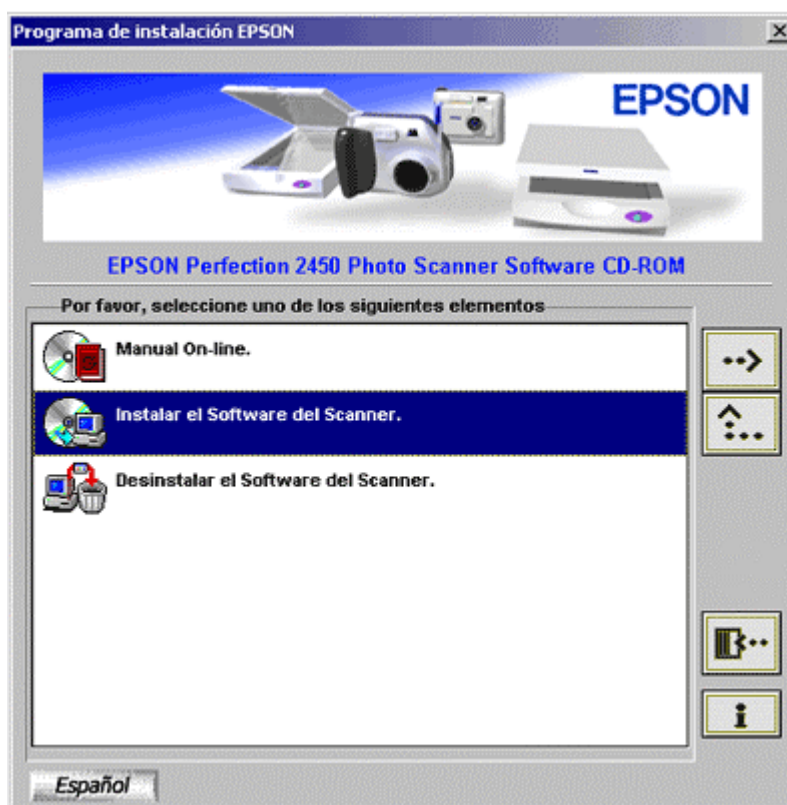 Programa de instalación EPSON
EPSON
EPSON Perfection 2450 Photo Scanner Software CD-ROM
Por favor, seleccione uno de los siguientes elementos
Manual On-line.
Instalar el Software del Scanner.
Desinstalar el Software del Scanner.
Español